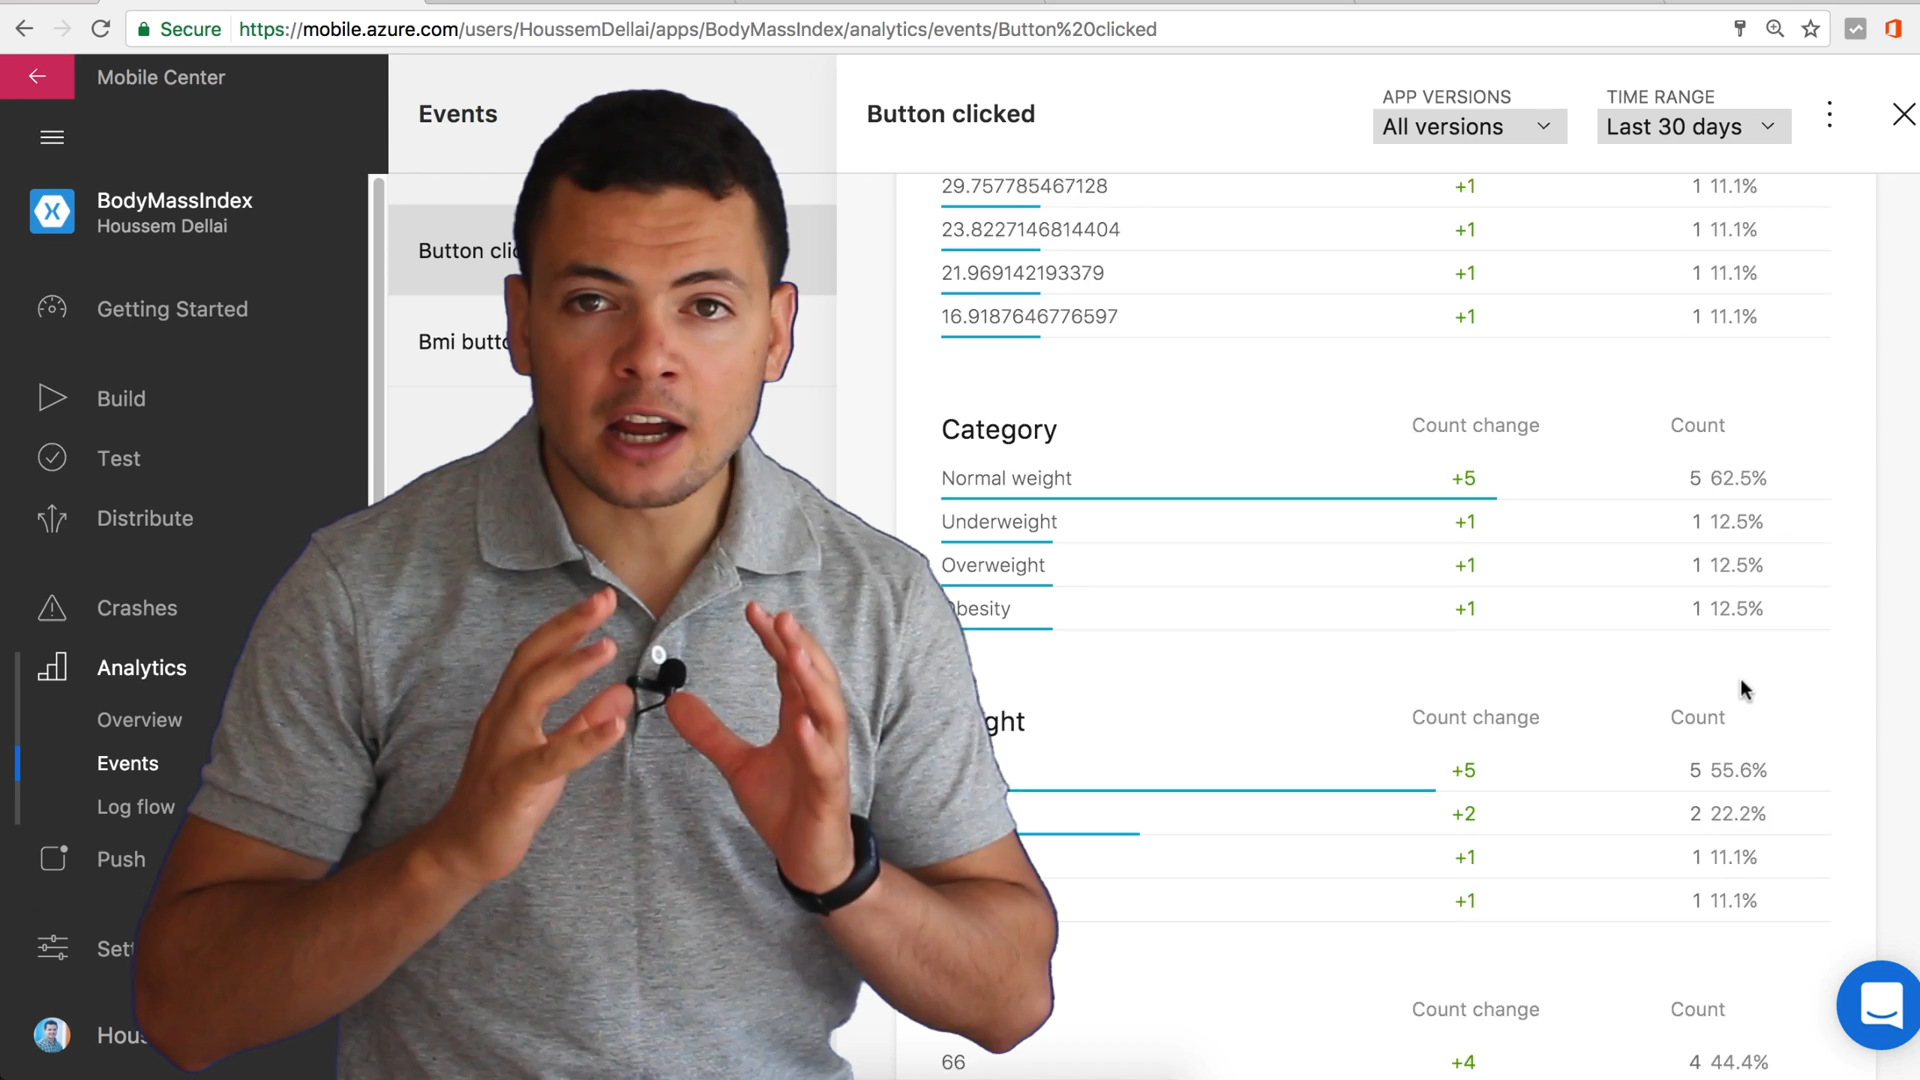 Secure https://mobile.azure.com/users/HoussemDellai/apps/BodyMassIndex/analytics/events/Button%20clicked
Mobile Center
BodyMassIndex
Houssem Dellai
Getting Started
Build
Test
Distribute
Crashes
Analytics
Overview
Events
Log flow
Push
Events
Button
Bmi
Button clicked
APP VERSIONS
All versions
TIME RANGE
Last 30 days
29.757785467128 +1 1 11.1%
23.8227146814404 +1 1 11.1%
21.969142193379 +1 1 11.1%
16.9187646776597 +1 1 11.1%
Category Count change Count
Normal weight +5 5 62.5%
Underweight +1 1 12.5%
Overweight +1 1 12.5%
besity +1 1 12.5%
ght Count change Count
+5 5 55.6%
+2 2 22.2%
+1 1 11.1%
+1 1 11.1%
Count change Count
66 +4 4 44.4%